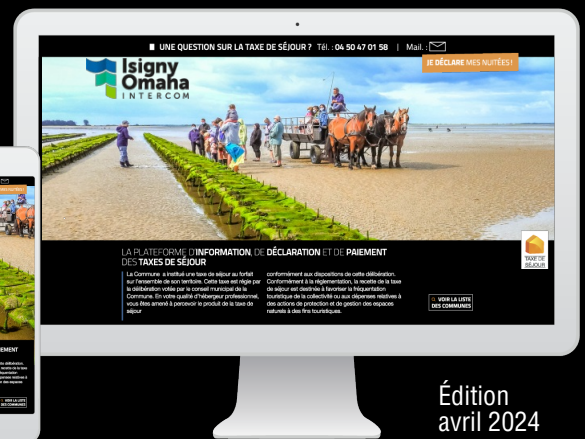 ■ UNE QUESTION SUR LA TAXE DE SÉJOUR ? Tél. : 04 50 47 01 58 | Mail. :
JE DÉCLARE MES NUITÉES !
Isigny
Omaha
INTERCOM
LA PLATEFORME D'INFORMATION, DE DÉCLARATION ET DE PAIEMENT
DES TAXES DE SÉJOUR
La Commune a institué une taxe de séjour au forfait
sur l'ensemble de son territoire. Cette taxe est régie par
la délibération votée par le conseil municipal de la
Commune. En votre qualité d'hébergeur professionnel,
vous êtes amené à percevoir le produit de la taxe de
séjour
conformément aux dispositions de cette délibération.
Conformément à la réglementation, la recette de la taxe
de séjour est destinée à favoriser la fréquentation
touristique de la collectivité ou aux dépenses relatives à
des actions de protection et de gestion des espaces
naturels à des fins touristiques.
TAXE DE
SÉJOUR
VOIR LA LISTE
DES COMMUNES
EMENT
VOIR LA LISTE
DES COMMUNES
Édition
avril 2024